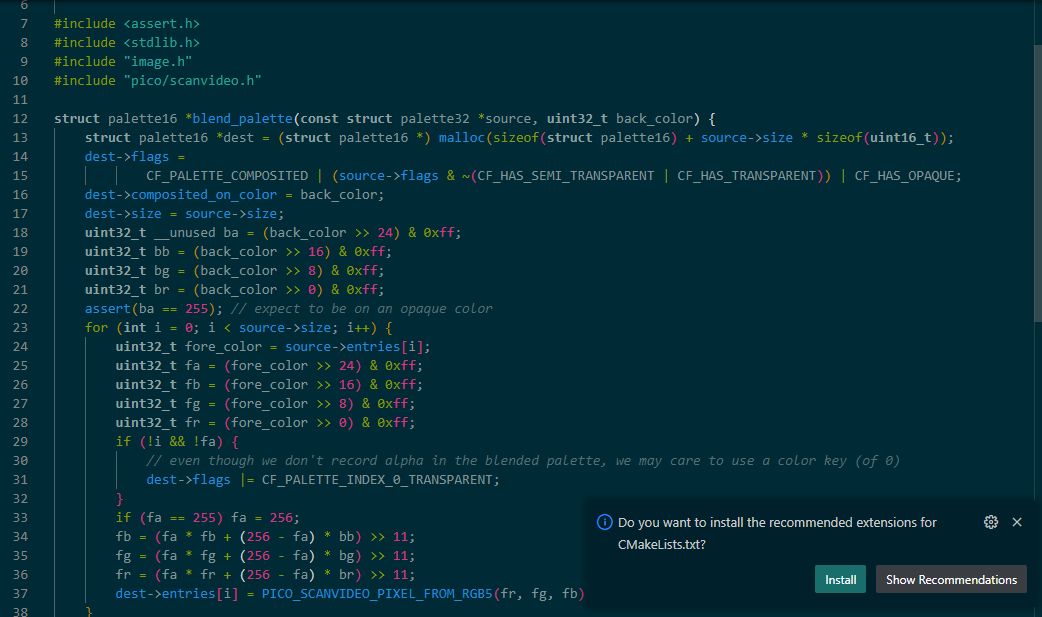 6
7 #include <assert.h>
8 #include <stdlib.h>
9 #include "image.h"
10 #include "pico/scanvideo.h"
11
12 struct palette16 *blend_palette(const struct palette32 *source, uint32_t back_color) {
13     struct palette16 *dest = (struct palette16 *) malloc(sizeof(struct palette16) + source->size * sizeof(uint16_t));
14     dest->flags =
15             CF_PALETTE_COMPOSITED | (source->flags & ~(CF_HAS_SEMI_TRANSPARENT | CF_HAS_TRANSPARENT)) | CF_HAS_OPAQUE;
16     dest->composited_on_color = back_color;
17     dest->size = source->size;
18     uint32_t __unused ba = (back_color >> 24) & 0xff;
19     uint32_t bb = (back_color >> 16) & 0xff;
20     uint32_t bg = (back_color >> 8) & 0xff;
21     uint32_t br = (back_color >> 0) & 0xff;
22     assert(ba == 255); // expect to be on an opaque color
23     for (int i = 0; i < source->size; i++) {
24         uint32_t fore_color = source->entries[i];
25         uint32_t fa = (fore_color >> 24) & 0xff;
26         uint32_t fb = (fore_color >> 16) & 0xff;
27         uint32_t fg = (fore_color >> 8) & 0xff;
28         uint32_t fr = (fore_color >> 0) & 0xff;
29         if (!i && !fa) {
30             // even though we don't record alpha in the blended palette, we may care to use a color key (of 0)
31             dest->flags |= CF_PALETTE_INDEX_0_TRANSPARENT;
32         }
33         if (fa == 255) fa = 256;
34         fb = (fa * fb + (256 - fa) * bb) >> 11;
35         fg = (fa * fg + (256 - fa) * bg) >> 11;
36         fr = (fa * fr + (256 - fa) * br) >> 11;
37         dest->entries[i] = PICO_SCANVIDEO_PIXEL_FROM_RGB5(fr, fg, fb)
38     }
Do you want to install the recommended extensions for
CMakeLists.txt?
Install Show Recommendations